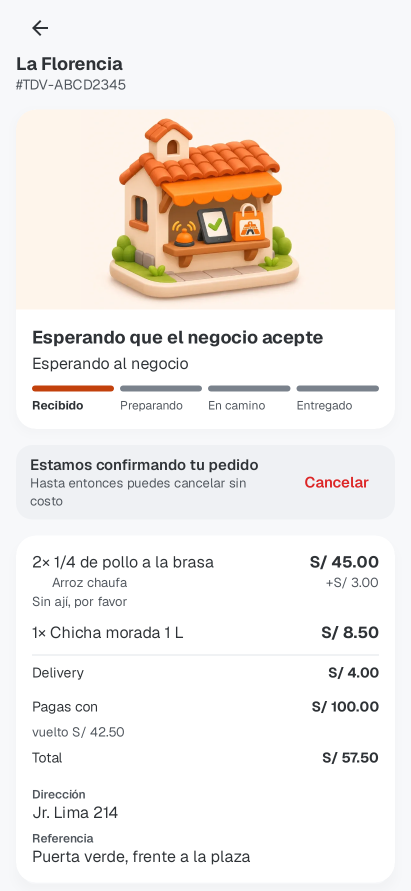 La Florencia
#TDV-ABCD2345
Esperando que el negocio acepte
Esperando al negocio
Recibido Preparando En camino Entregado
Estamos confirmando tu pedido
Hasta entonces puedes cancelar sin
costo
Cancelar
2× 1/4 de pollo a la brasa S/ 45.00
Arroz chaufa +S/ 3.00
Sin ají, por favor
1× Chicha morada 1 L S/ 8.50
Delivery S/ 4.00
Pagas con S/ 100.00
vuelto S/ 42.50
Total S/ 57.50
Dirección
Jr. Lima 214
Referencia
Puerta verde, frente a la plaza